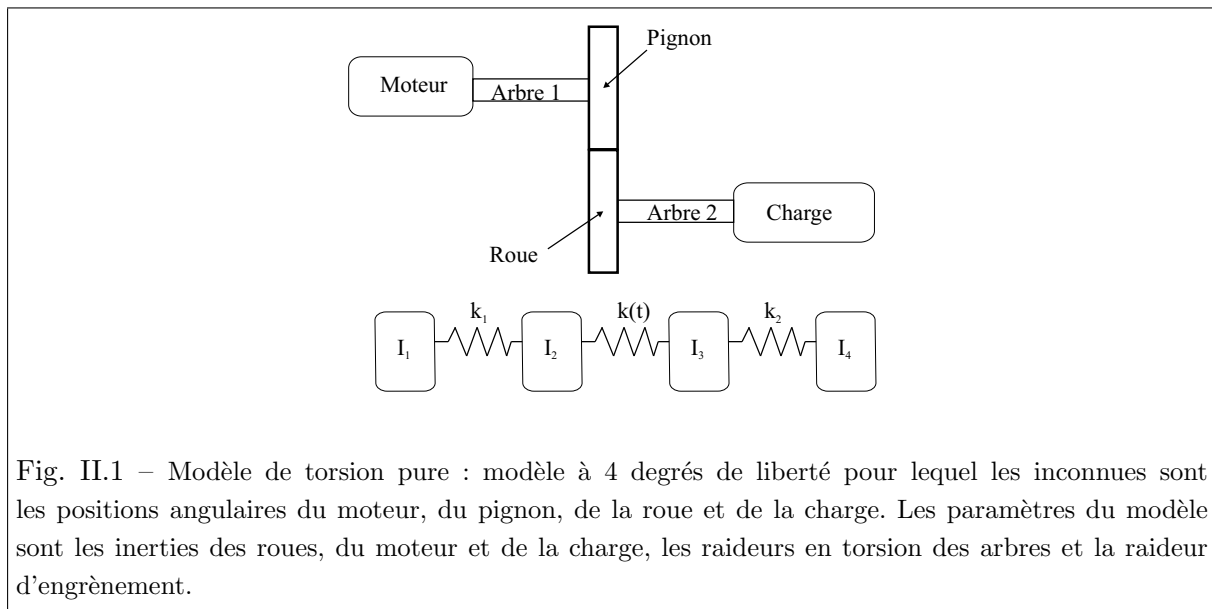 Pignon
Moteur
Arbre 1
Arbre 2
Charge
Roue
k₁
k(t)
k₂
I₁
I₂
I₃
I₄
Fig. II.1 – Modèle de torsion pure : modèle à 4 degrés de liberté pour lequel les inconnues sont
les positions angulaires du moteur, du pignon, de la roue et de la charge. Les paramètres du modèle
sont les inerties des roues, du moteur et de la charge, les raideurs en torsion des arbres et la raideur
d'engrènement.